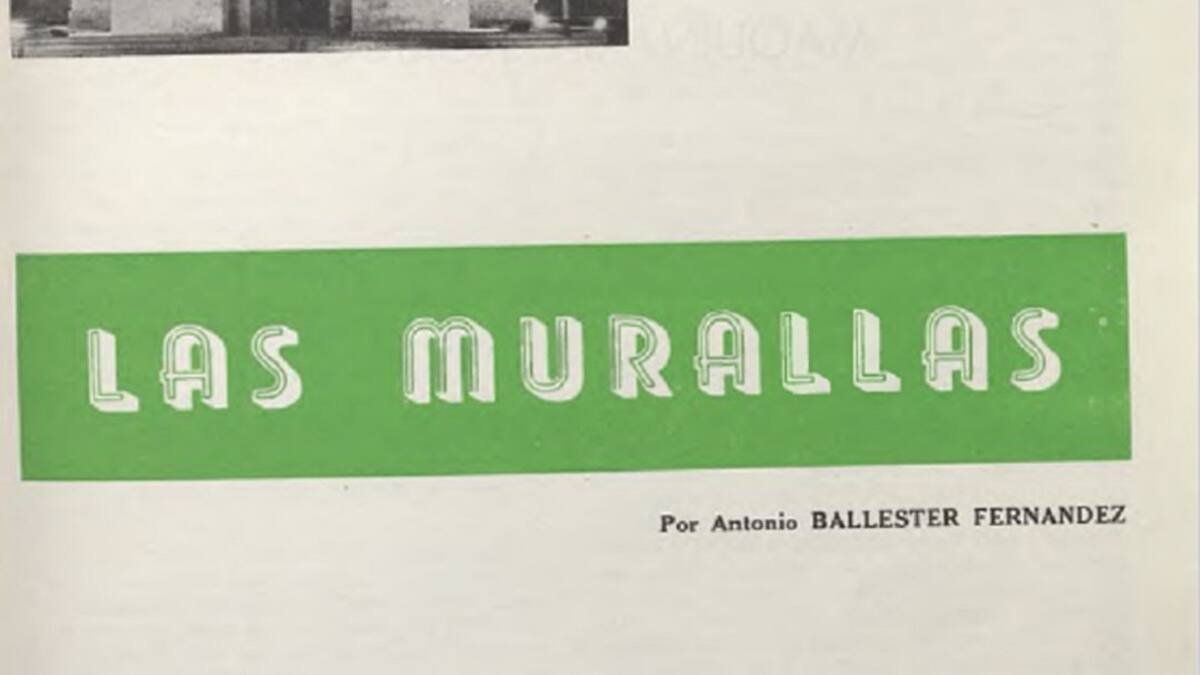 LAS MURALLAS
Por Antonio BALLESTER FERNANDEZ